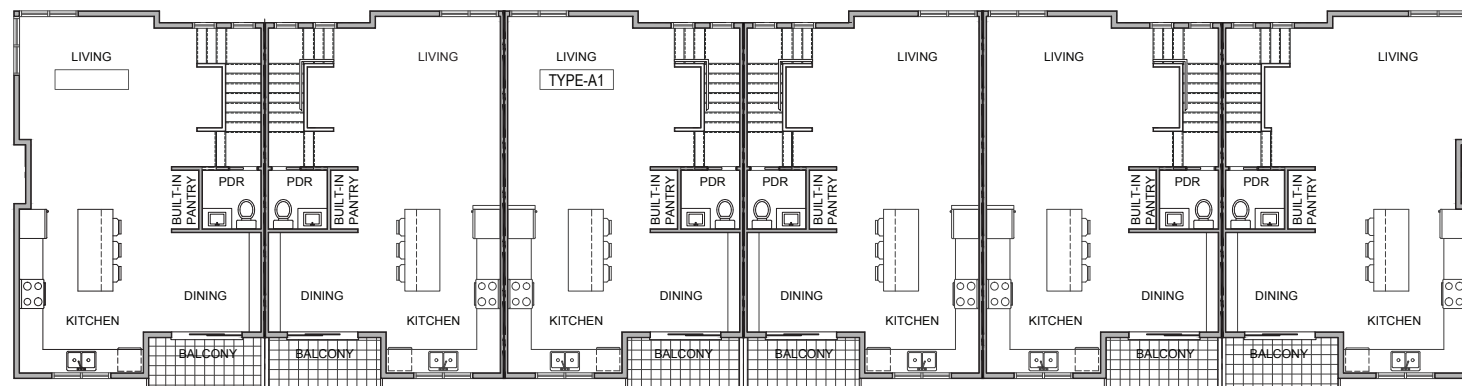 LIVING
LIVING
LIVING
LIVING
LIVING
LIVING
TYPE-A1
BUILT-IN
PANTRY
PDR
PDR
BUILT-IN
PANTRY
BUILT-IN
PANTRY
PDR
PDR
BUILT-IN
PANTRY
BUILT-IN
PANTRY
PDR
PDR
BUILT-IN
PANTRY
DINING
DINING
DINING
DINING
DINING
DINING
KITCHEN
KITCHEN
KITCHEN
KITCHEN
KITCHEN
KITCHEN
BALCONY
BALCONY
BALCONY
BALCONY
BALCONY
BALCONY